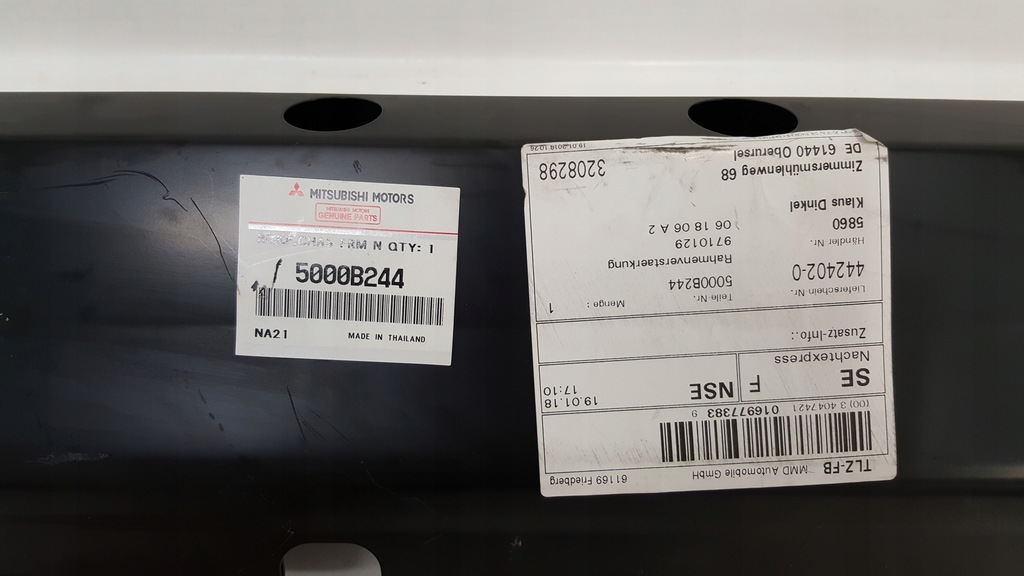 MITSUBISHI MOTORS
MITSUBISHI MOTORS
GENUINE PARTS
FRM N QTY: 1
5000B244
NA21 MADE IN THAILAND
TLZ-FB MMD Automobile GmbH 61169 Friedberg
(00) 3 4047421 016977383 9
SE F NSE 19.01.18
Nachtexpress 17:10
Zusatz-Info.:
Lieferschein-Nr. Teile-Nr. Menge : 1
442402-0 5000B244
Händler Nr. Rahmenverstaerkung
5860 9710129
Klaus Dinkel 06 18 06 A 2
Zimmersmühlenweg 68
DE 61440 Oberursel 3208298